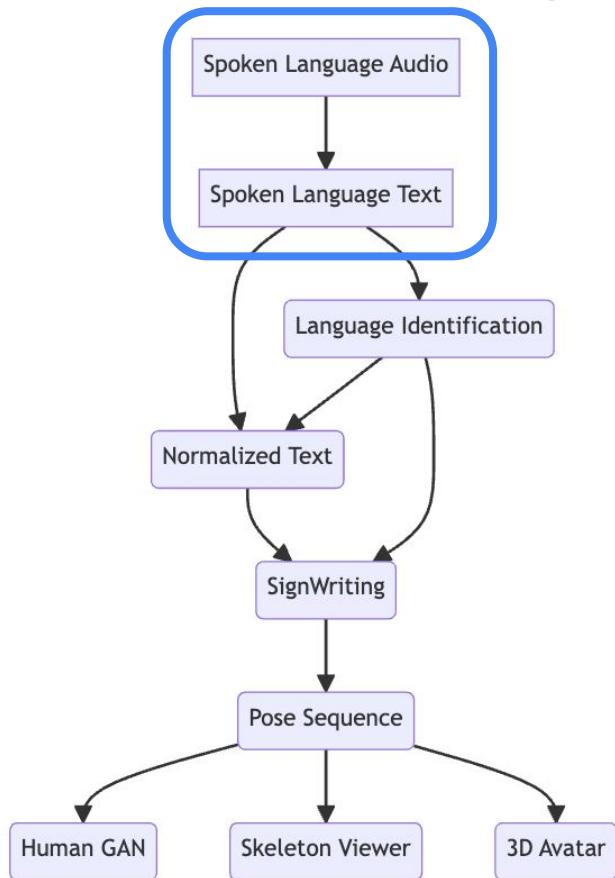 Spoken Language Audio
Spoken Language Text
Language Identification
Normalized Text
SignWriting
Pose Sequence
Human GAN
Skeleton Viewer
3D Avatar